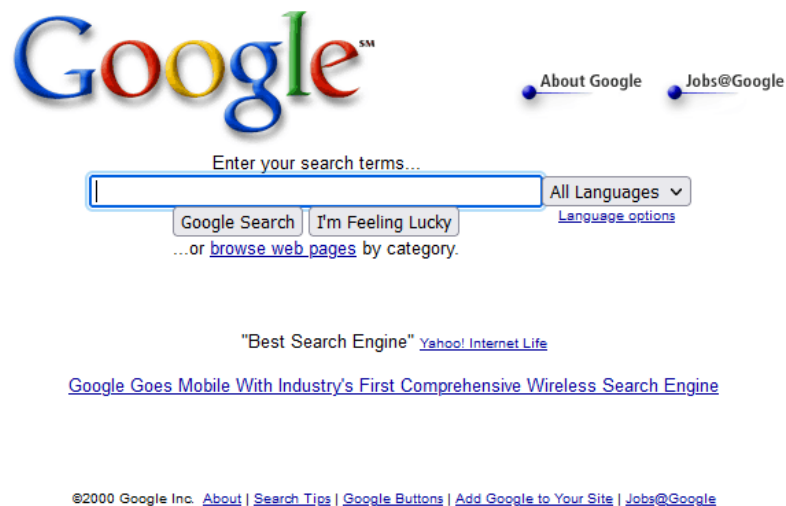 Google SM
About Google
Jobs@Google
Enter your search terms...
All Languages
Google Search
I'm Feeling Lucky
Language options
...or browse web pages by category.
"Best Search Engine" Yahoo! Internet Life
Google Goes Mobile With Industry's First Comprehensive Wireless Search Engine
©2000 Google Inc. About | Search Tips | Google Buttons | Add Google to Your Site | Jobs@Google